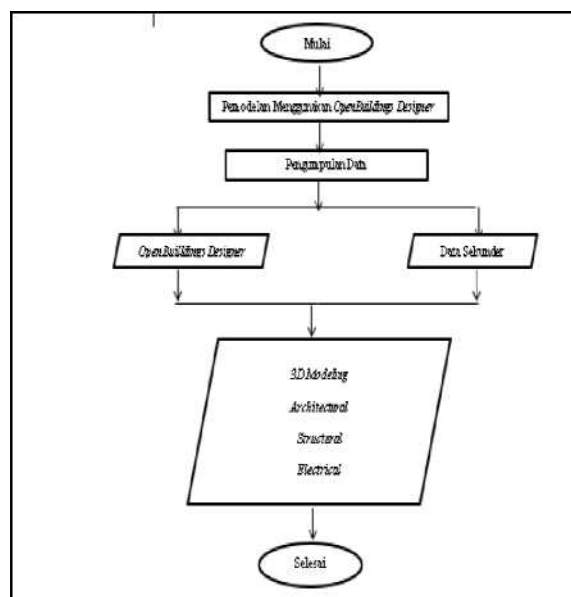 Mulai
Pemodelan Menggunakan OpenBuildings Designer
Pengumpulan Data
OpenBuildings Designer
Data Sekunder
3D Modeling
Architectural
Structural
Electrical
Selesai